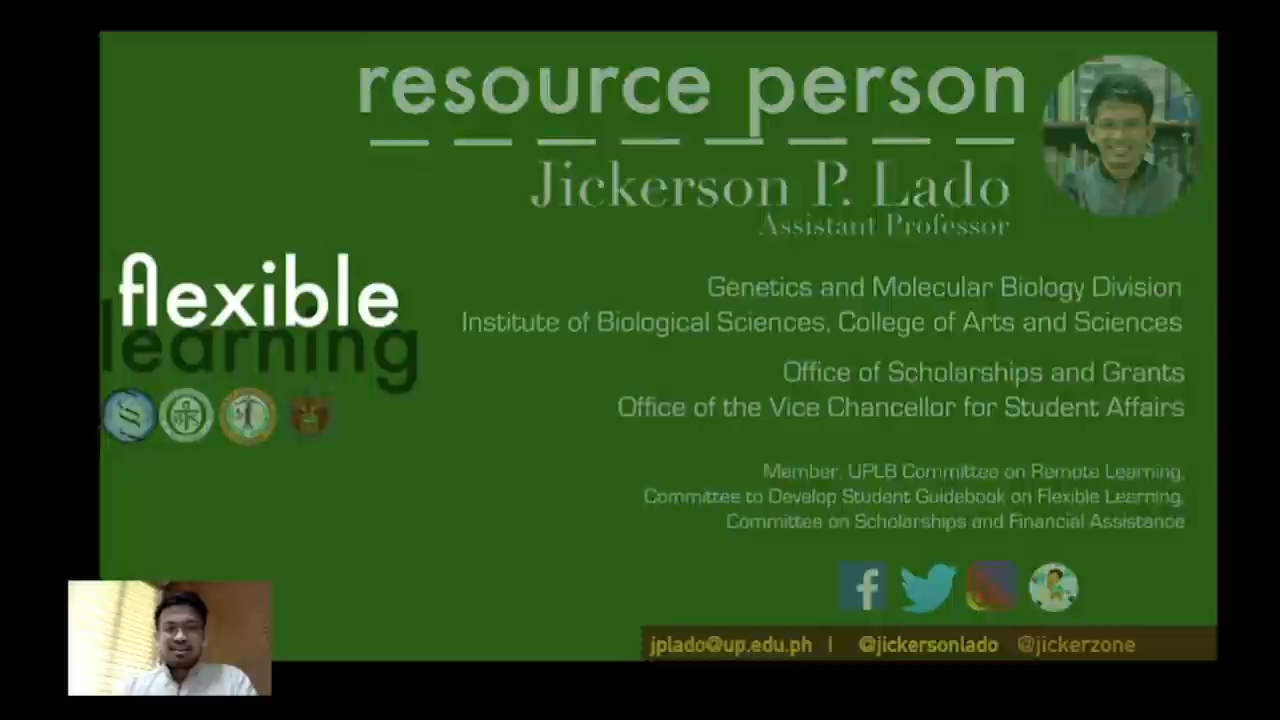 resource person
Jickerson P. Lado
Assistant Professor
flexible
learning
Genetics and Molecular Biology Division
Institute of Biological Sciences, College of Arts and Sciences
Office of Scholarships and Grants
Office of the Vice Chancellor for Student Affairs
Member, UPLB Committee on Remote Learning,
Committee to Develop Student Guidebook on Flexible Learning,
Committee on Scholarships and Financial Assistance
jplado@up.edu.ph | @jickersonlado @jickerzone